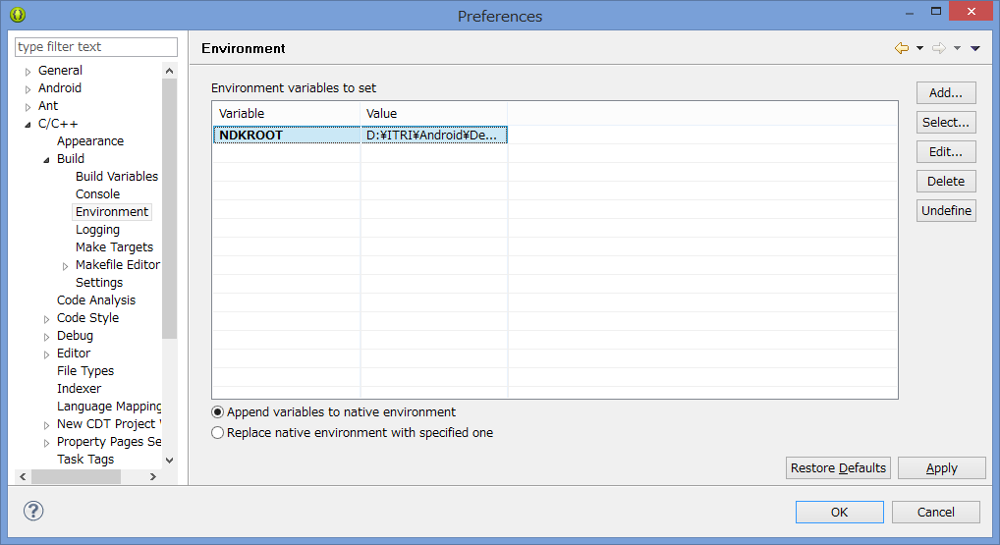 Preferences
type filter text
General
Android
Ant
C/C++
Appearance
Build
Build Variables
Console
Environment
Logging
Make Targets
Makefile Editor
Settings
Code Analysis
Code Style
Debug
Editor
File Types
Indexer
Language Mapping
New CDT Project
Property Pages Se
Task Tags
Environment
Environment variables to set
Variable Value
NDKROOT D:¥ITRI¥Android¥De...
Add...
Select...
Edit...
Delete
Undefine
Append variables to native environment
Replace native environment with specified one
Restore Defaults Apply
? OK Cancel